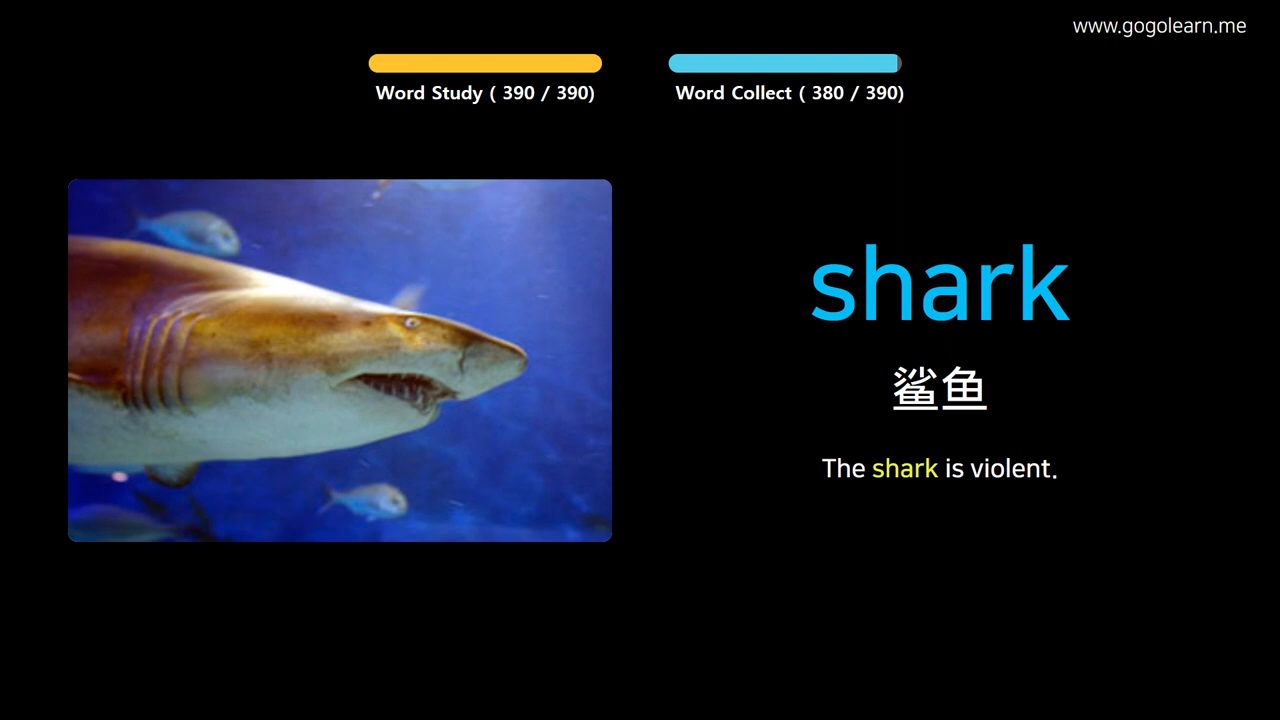 www.gogolearn.me
Word Study ( 390 / 390)
Word Collect ( 380 / 390)
shark
鲨鱼
The shark is violent.